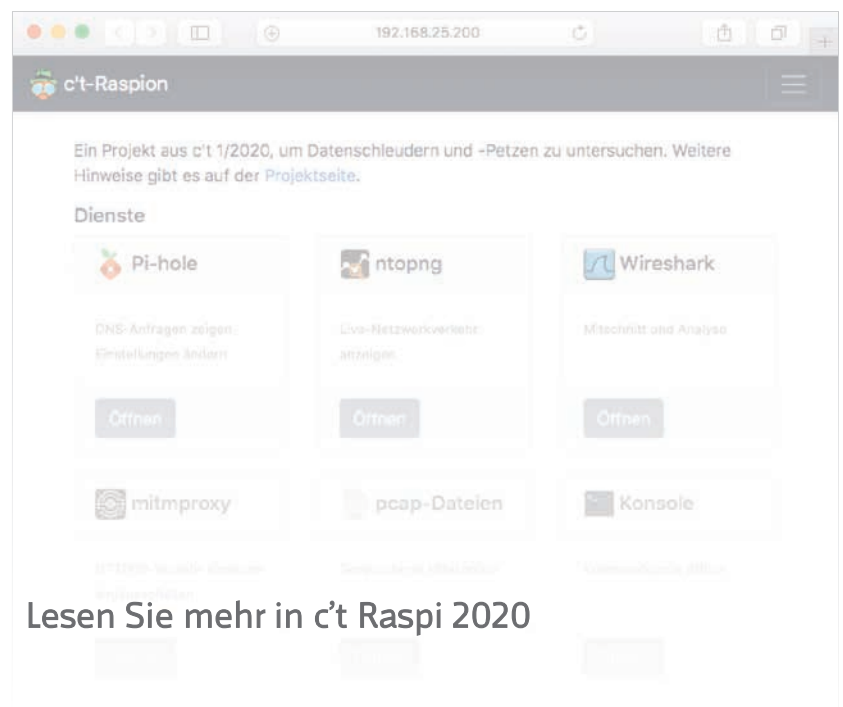 192.168.25.200
c't-Raspion
Ein Projekt aus c't 1/2020, um Datenschleudern und -Petzen zu untersuchen. Weitere
Hinweise gibt es auf der Projektseite.
Dienste
Pi-hole
ntopng
Wireshark
DNS-Anfragen zeigen,
Einstellungen ändern
Live-Netzwerkverkehr
anzeigen
Mitschnitt und Analyse
Öffnen
Öffnen
Öffnen
mitmproxy
pcap-Dateien
Konsole
Lesen Sie mehr in c’t Raspi 2020